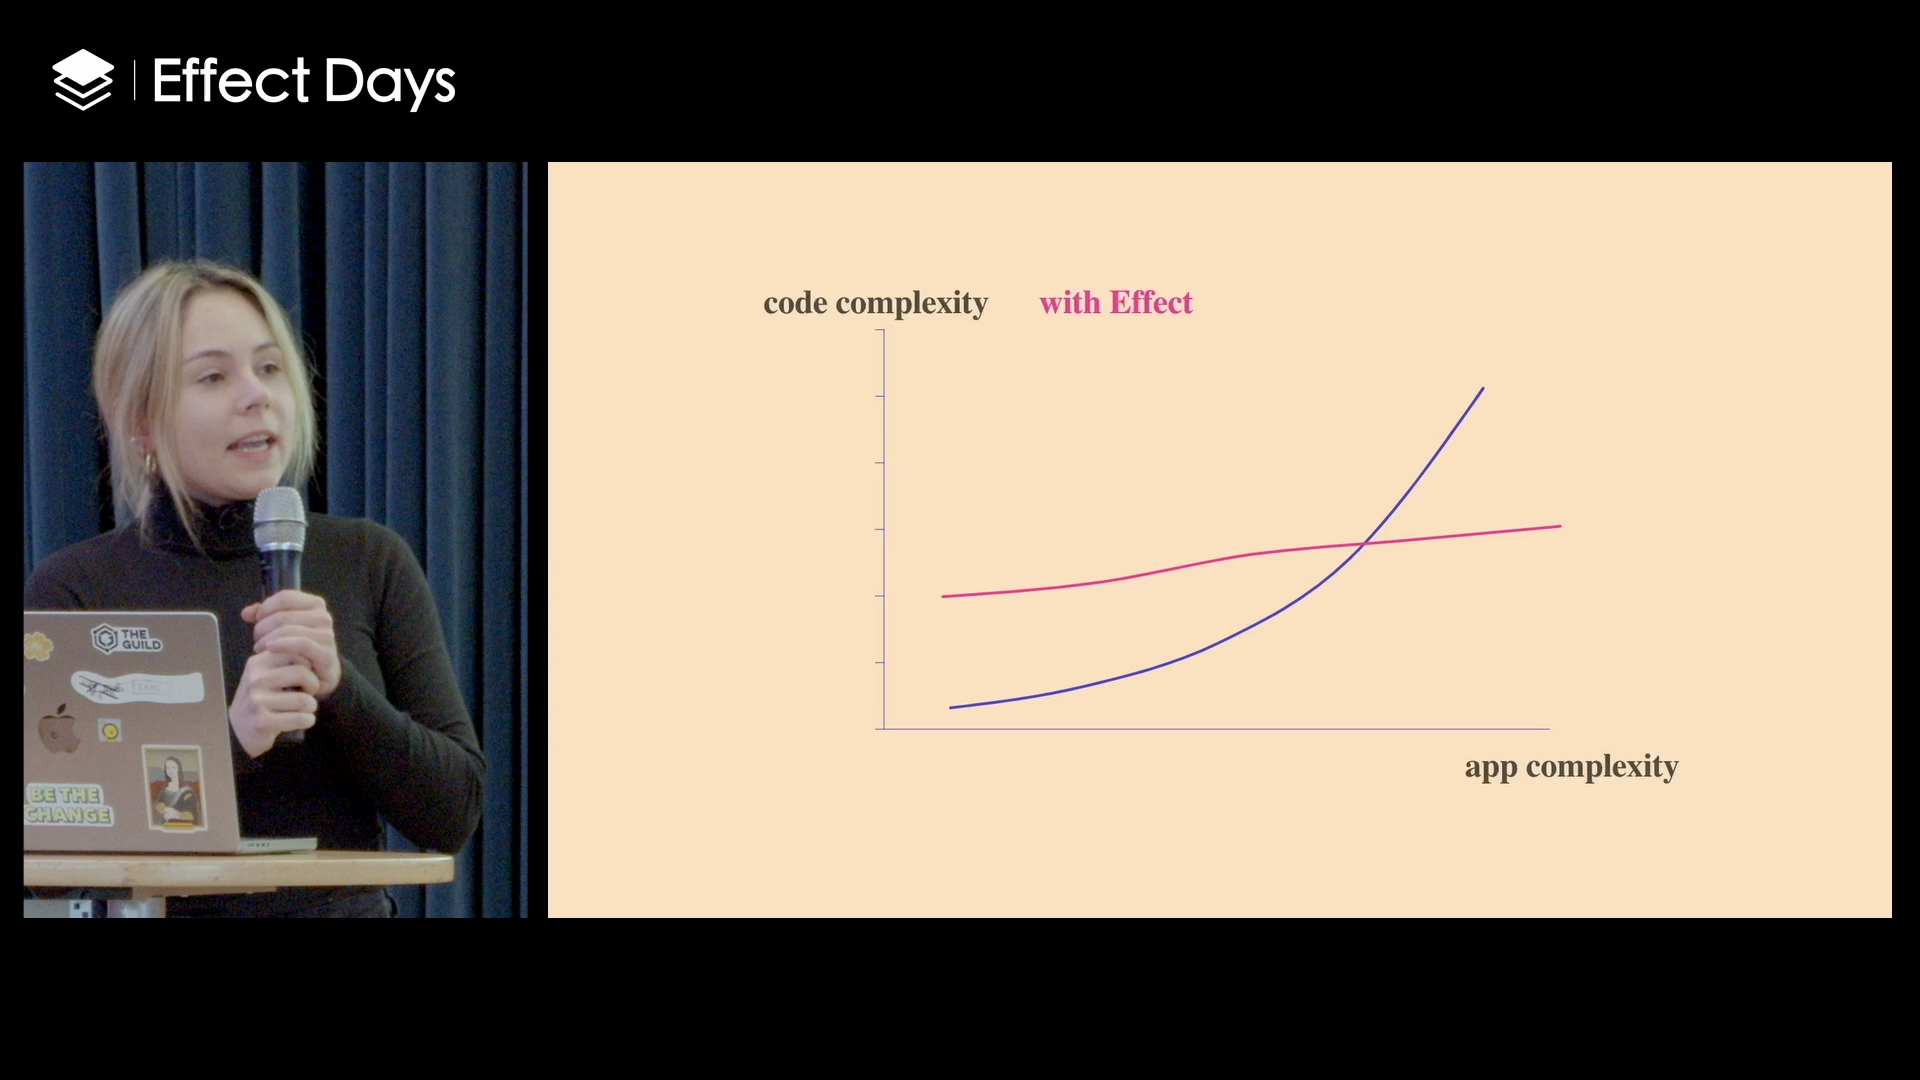 Effect Days
code complexity with Effect
app complexity
THE
GUILD
BE THE
CHANGE